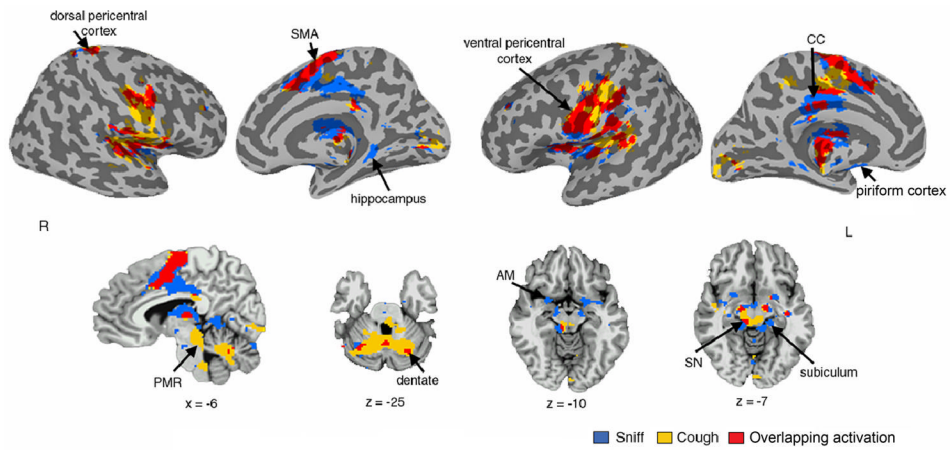 dorsal pericentral
cortex
SMA
ventral pericentral
cortex
CC
hippocampus
piriform cortex
R
L
AM
PMR
dentate
SN
subiculum
x = -6
z = -25
z = -10
z = -7
Sniff
Cough
Overlapping activation